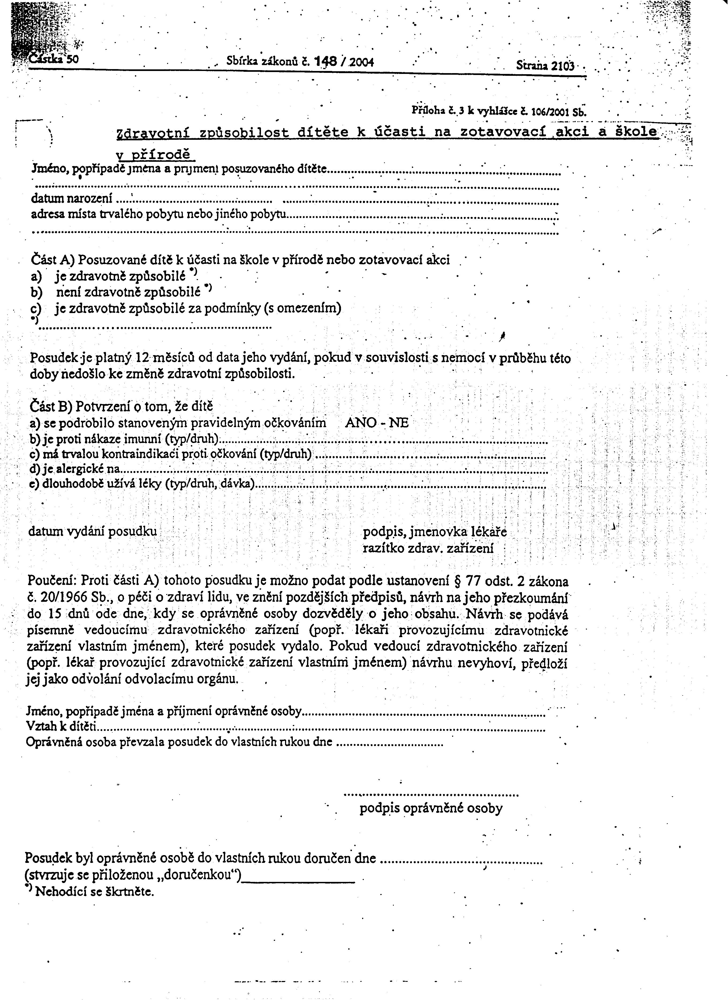 Částka 50 Sbírka zákonů č. 148 / 2004 Strana 2103
Příloha č. 3 k vyhlášce č. 106/2001 Sb.
Zdravotní způsobilost dítěte k účasti na zotavovací akci a škole
v přírodě
Jméno, popřípadě jména a příjmení posuzovaného dítěte..........................................................
..........................................................................................................................
datum narození ............................................. ..........................................................................
adresa místa trvalého pobytu nebo jiného pobytu......................................................................
..........................................................................................................................
Část A) Posuzované dítě k účasti na škole v přírodě nebo zotavovací akci
a) je zdravotně způsobilé *)
b) není zdravotně způsobilé *)
c) je zdravotně způsobilé za podmínky (s omezením)
*)..................................................................
Posudek je platný 12 měsíců od data jeho vydání, pokud v souvislosti s nemocí v průběhu této
doby nedošlo ke změně zdravotní způsobilosti.
Část B) Potvrzení o tom, že dítě
a) se podrobilo stanoveným pravidelným očkováním ANO - NE
b) je proti nákaze imunní (typ/druh)..............................................................................
c) má trvalou kontraindikaci proti očkování (typ/druh) ..........................................................
d) je alergické na..........................................................................................................
e) dlouhodobě užívá léky (typ/druh, dávka)......................................................................
datum vydání posudku podpis, jmenovka lékaře
razítko zdrav. zařízení
Poučení: Proti části A) tohoto posudku je možno podat podle ustanovení § 77 odst. 2 zákona
č. 20/1966 Sb., o péči o zdraví lidu, ve znění pozdějších předpisů, návrh na jeho přezkoumání
do 15 dnů ode dne, kdy se oprávněné osoby dozvěděly o jeho obsahu. Návrh se podává
písemně vedoucímu zdravotnického zařízení (popř. lékaři provozujícímu zdravotnické
zařízení vlastním jménem), které posudek vydalo. Pokud vedoucí zdravotnického zařízení
(popř. lékař provozující zdravotnické zařízení vlastním jménem) návrhu nevyhoví, předloží
jej jako odvolání odvolacímu orgánu.
Jméno, popřípadě jména a příjmení oprávněné osoby..........................................................
Vztah k dítěti..............................................................................................................
Oprávněná osoba převzala posudek do vlastních rukou dne ...............................
..................................................
podpis oprávněné osoby
Posudek byl oprávněné osobě do vlastních rukou doručen dne ..............................................
(stvrzuje se přiloženou „doručenkou“)____________________
*) Nehodící se škrtněte.